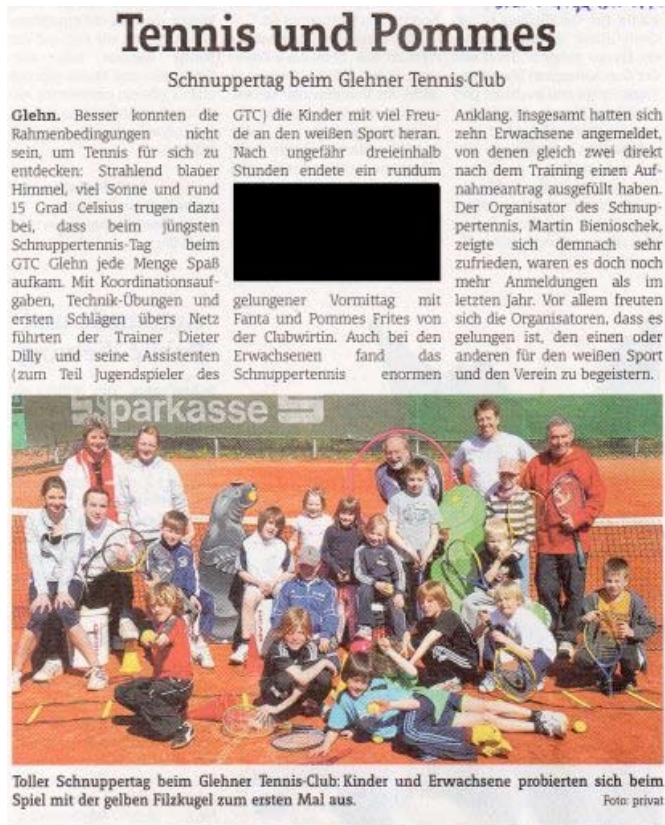 Tennis und Pommes
Schnuppertag beim Glehner Tennis-Club
Glehn. Besser konnten die
Rahmenbedingungen nicht
sein, um Tennis für sich zu
entdecken: Strahlend blauer
Himmel, viel Sonne und rund
15 Grad Celsius trugen dazu
bei, dass beim jüngsten
Schnuppertennis-Tag beim
GTC Glehn jede Menge Spaß
aufkam. Mit Koordinationsauf-
gaben, Technik-Übungen und
ersten Schlägen übers Netz
führten der Trainer Dieter
Dilly und seine Assistenten
(zum Teil Jugendspieler des
GTC) die Kinder mit viel Freu-
de an den weißen Sport heran.
Nach ungefähr dreieinhalb
Stunden endete ein rundum
gelungener Vormittag mit
Fanta und Pommes Frites von
der Clubwirtin. Auch bei den
Erwachsenen fand das
Schnuppertennis enormen
Anklang. Insgesamt hatten sich
zehn Erwachsene angemeldet,
von denen gleich zwei direkt
nach dem Training einen Auf-
nahmeantrag ausgefüllt haben.
Der Organisator des Schnup-
pertennis, Martin Bienioschek,
zeigte sich demnach sehr
zufrieden, waren es doch noch
mehr Anmeldungen als im
letzten Jahr. Vor allem freuten
sich die Organisatoren, dass es
gelungen ist, den einen oder
anderen für den weißen Sport
und den Verein zu begeistern.
Sparkasse
Toller Schnuppertag beim Glehner Tennis-Club: Kinder und Erwachsene probierten sich beim
Spiel mit der gelben Filzkugel zum ersten Mal aus. Foto: privat